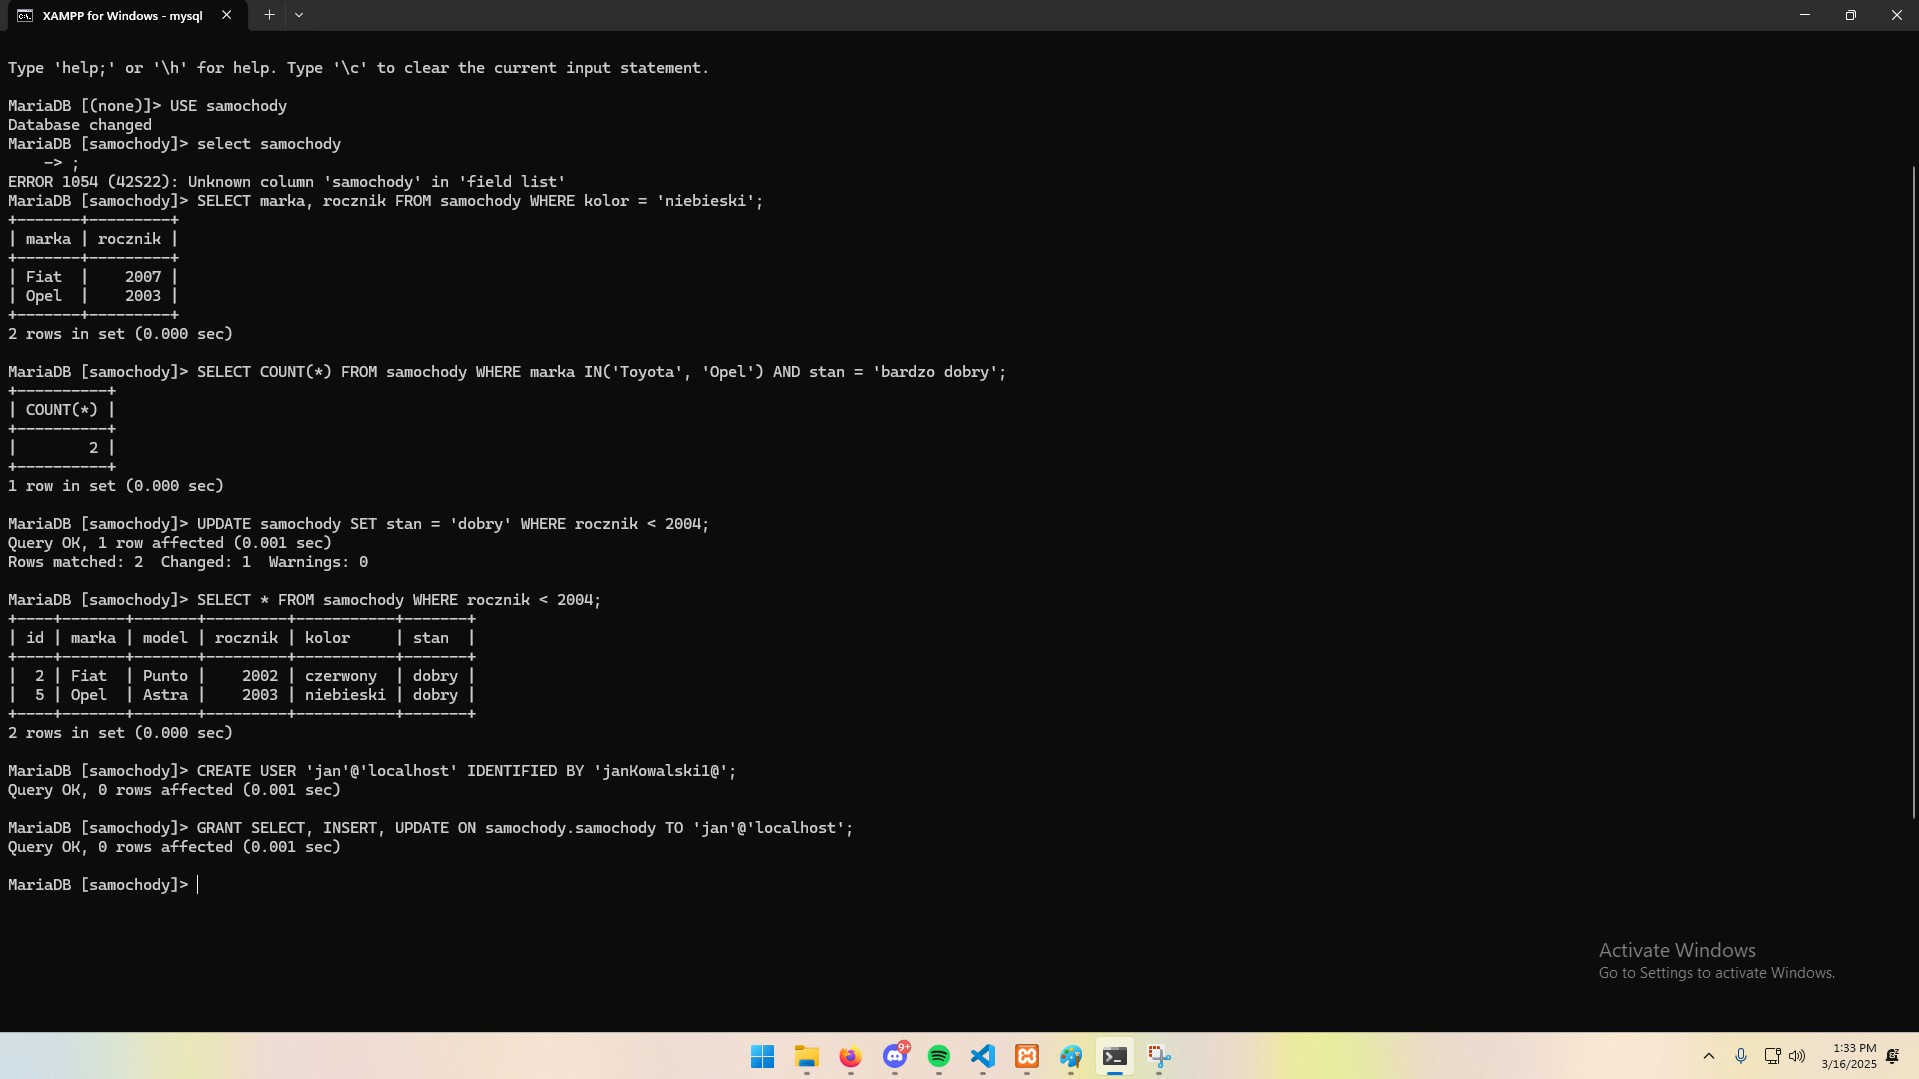 XAMPP for Windows - mysql
Type 'help;' or '\h' for help. Type '\c' to clear the current input statement.
MariaDB [(none)]> USE samochody
Database changed
MariaDB [samochody]> select samochody
    -> ;
ERROR 1054 (42S22): Unknown column 'samochody' in 'field list'
MariaDB [samochody]> SELECT marka, rocznik FROM samochody WHERE kolor = 'niebieski';
+-------+---------+
| marka | rocznik |
+-------+---------+
| Fiat  |    2007 |
| Opel  |    2003 |
+-------+---------+
2 rows in set (0.000 sec)
MariaDB [samochody]> SELECT COUNT(*) FROM samochody WHERE marka IN('Toyota', 'Opel') AND stan = 'bardzo dobry';
+----------+
| COUNT(*) |
+----------+
|        2 |
+----------+
1 row in set (0.000 sec)
MariaDB [samochody]> UPDATE samochody SET stan = 'dobry' WHERE rocznik < 2004;
Query OK, 1 row affected (0.001 sec)
Rows matched: 2  Changed: 1  Warnings: 0
MariaDB [samochody]> SELECT * FROM samochody WHERE rocznik < 2004;
+----+-------+-------+---------+-----------+-------+
| id | marka | model | rocznik | kolor     | stan  |
+----+-------+-------+---------+-----------+-------+
|  2 | Fiat  | Punto |    2002 | czerwony  | dobry |
|  5 | Opel  | Astra |    2003 | niebieski | dobry |
+----+-------+-------+---------+-----------+-------+
2 rows in set (0.000 sec)
MariaDB [samochody]> CREATE USER 'jan'@'localhost' IDENTIFIED BY 'janKowalski1@';
Query OK, 0 rows affected (0.001 sec)
MariaDB [samochody]> GRANT SELECT, INSERT, UPDATE ON samochody.samochody TO 'jan'@'localhost';
Query OK, 0 rows affected (0.001 sec)
MariaDB [samochody]>
Activate Windows
Go to Settings to activate Windows.
9+
1:33 PM
3/16/2025